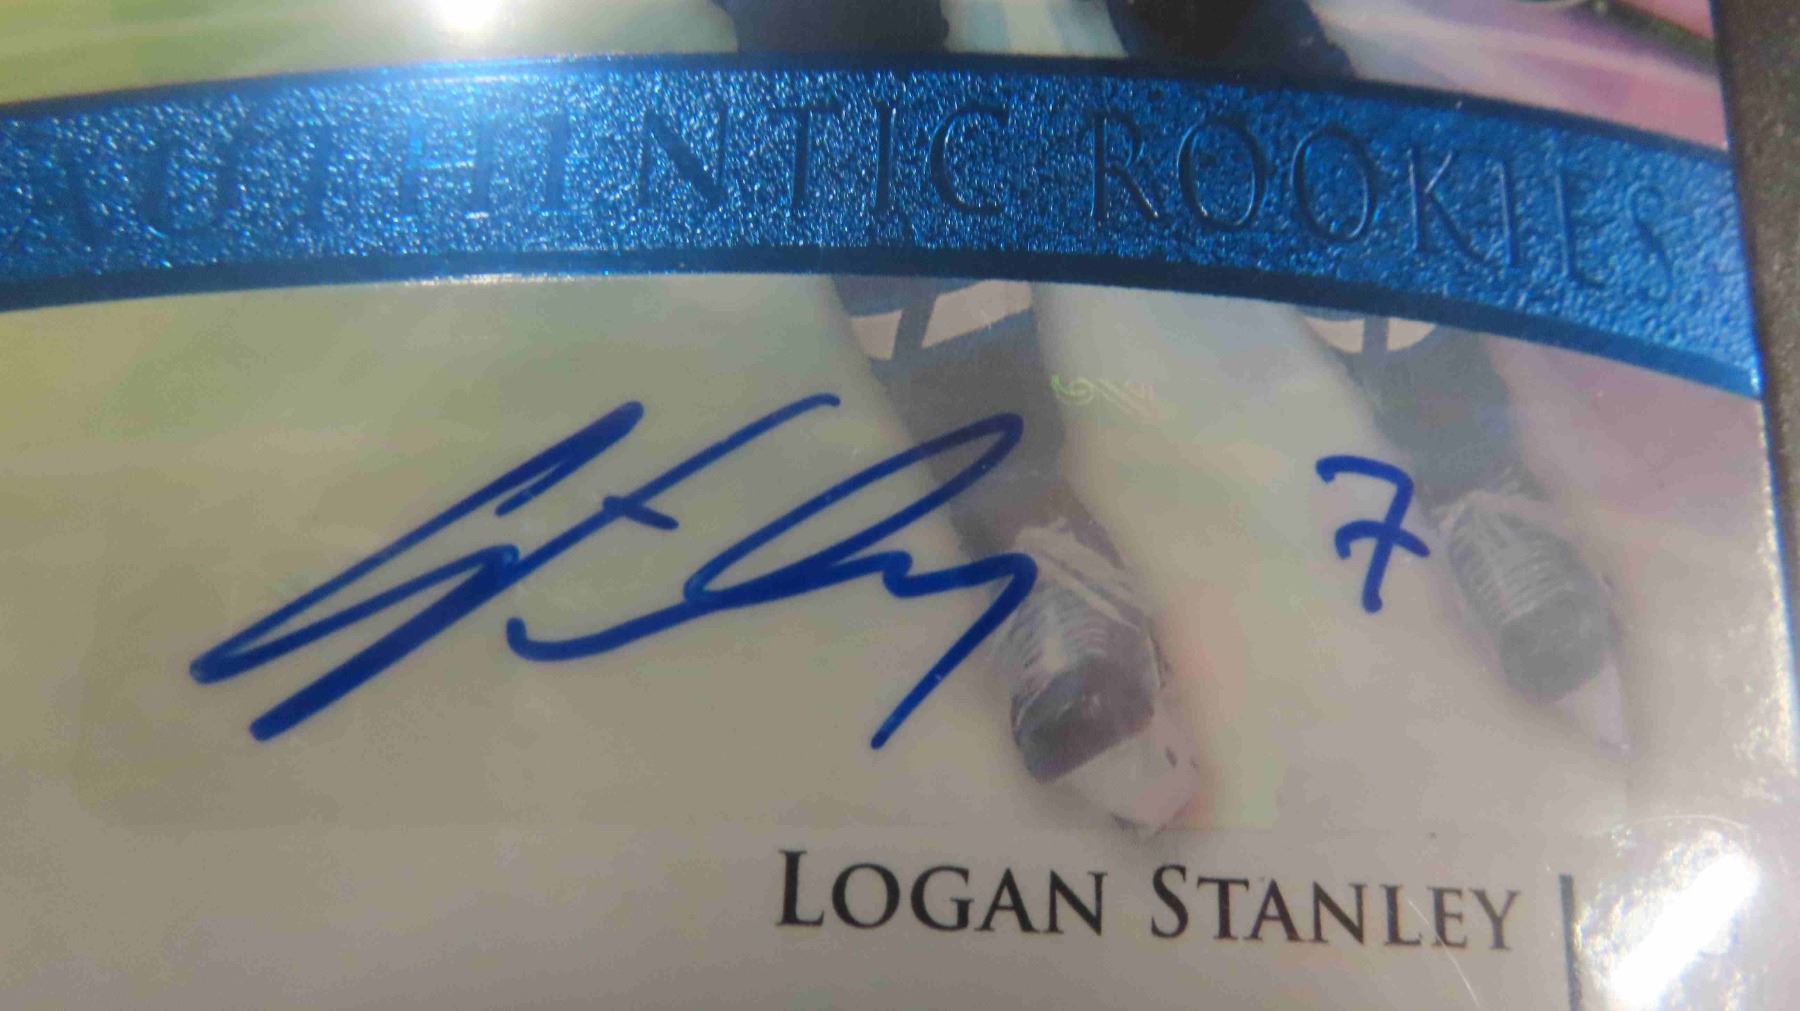 AUTHENTIC ROOKIES
7
LOGAN STANLEY